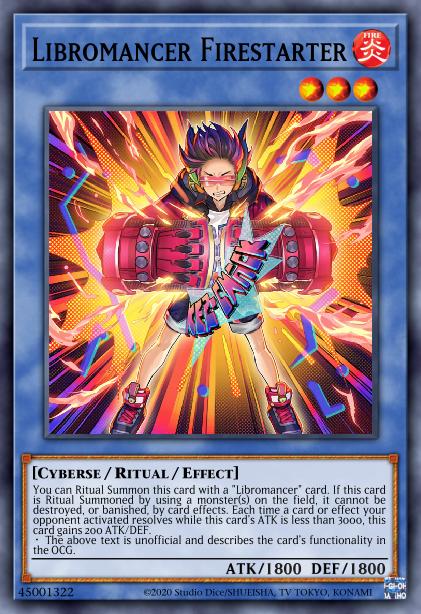 LIBROMANCER FIRESTARTER
FIRE
炎
KER-SMACK
[CYBERSE / RITUAL / EFFECT]
You can Ritual Summon this card with a "Libromancer" card. If this card
is Ritual Summoned by using a monster(s) on the field, it cannot be
destroyed, or banished, by card effects. Each time a card or effect your
opponent activated resolves while this card's ATK is less than 3000, this
card gains 200 ATK/DEF.
· The above text is unofficial and describes the card's functionality in
the OCG.
ATK/1800 DEF/1800
45001322
©2020 Studio Dice/SHUEISHA, TV TOKYO, KONAMI